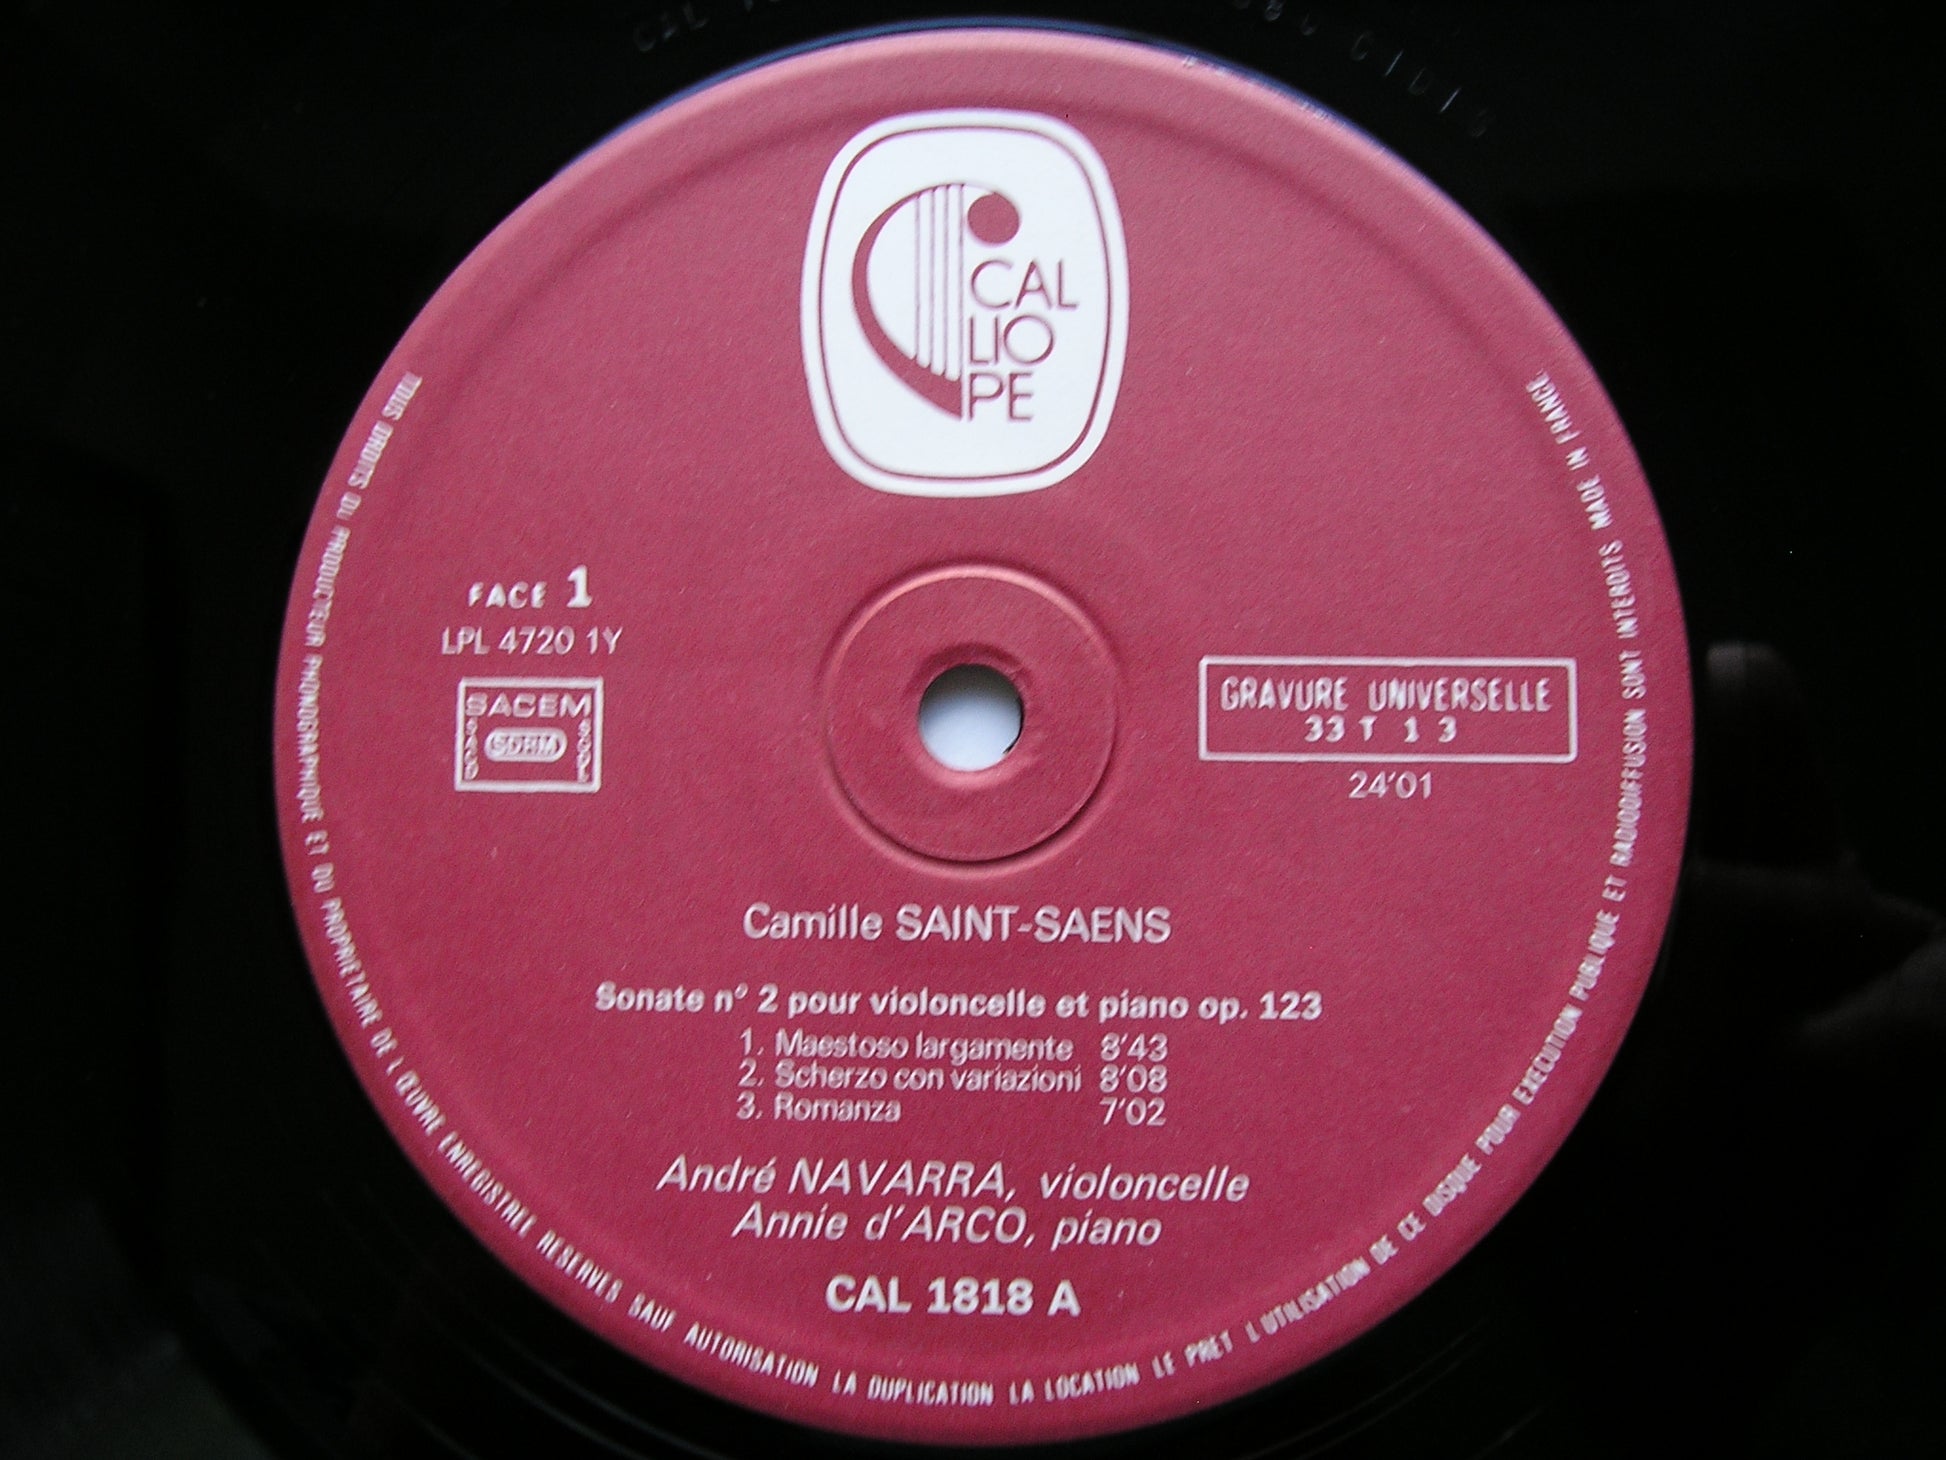 CAL
LIO
PE
FACE 1
LPL 4720 1Y
SACEM
SDRM
GRAVURE UNIVERSELLE
33 T 1 3
24'01
Camille SAINT-SAENS
Sonate n° 2 pour violoncelle et piano op. 123
1. Maestoso largamente 8'43
2. Scherzo con variazioni 8'08
3. Romanza 7'02
André NAVARRA, violoncelle
Annie d'ARCO, piano
CAL 1818 A
TOUS DROITS DU PRODUCTEUR PHONOGRAPHIQUE ET DU PROPRIETAIRE DE L'ŒUVRE ENREGISTREE RESERVES SAUF AUTORISATION LA DUPLICATION LA LOCATION LE PRET L'UTILISATION DE CE DISQUE POUR EXECUTION PUBLIQUE ET RADIODIFFUSION SONT INTERDITS MADE IN FRANCE